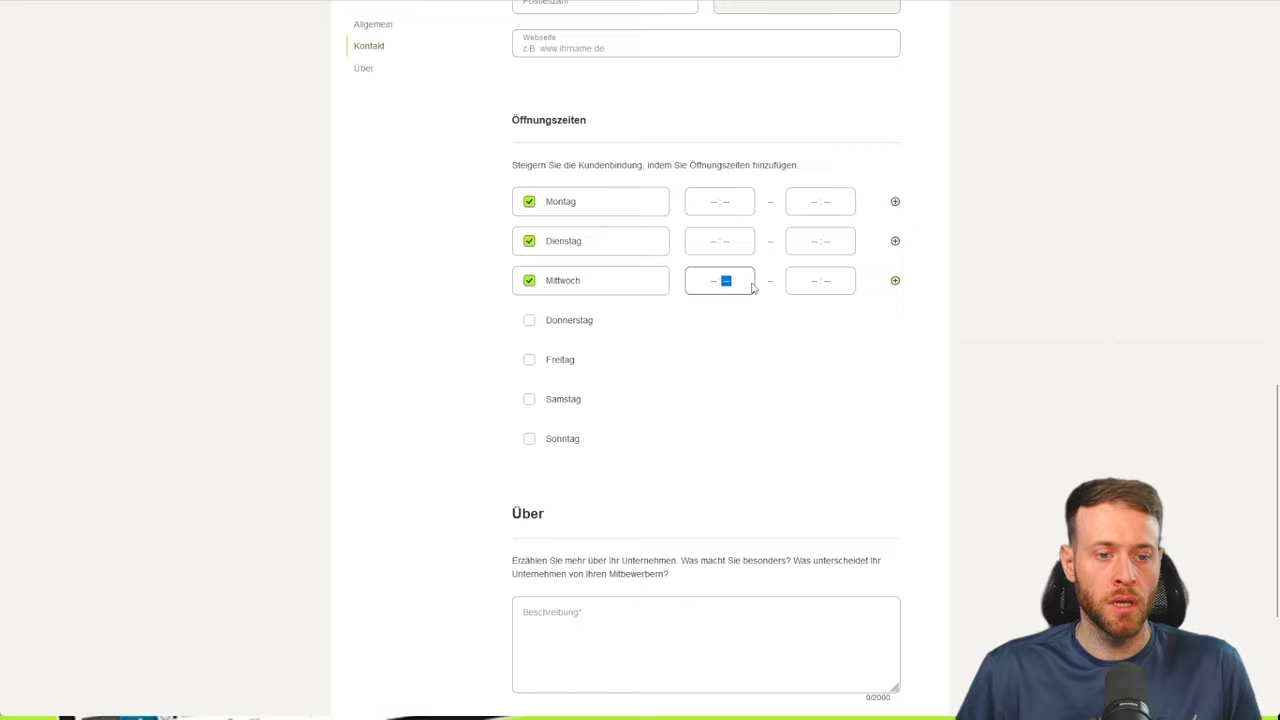 Postleitzahl
Allgemein
Kontakt
Webseite
z.B www.ihrname.de
Über
Öffnungszeiten
Steigern Sie die Kundenbindung, indem Sie Öffnungszeiten hinzufügen.
Montag -- : -- – -- : --
Dienstag -- : -- – -- : --
Mittwoch -- : -- – -- : --
Donnerstag
Freitag
Samstag
Sonntag
Über
Erzählen Sie mehr über Ihr Unternehmen. Was macht Sie besonders? Was unterscheidet Ihr
Unternehmen von Ihren Mitbewerbern?
Beschreibung*
0/2000